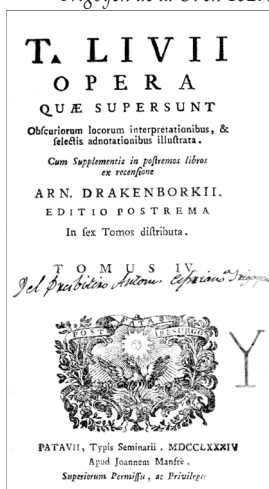 T. LIVII
OPERA
QUÆ SUPERSUNT
Obſcuriorum locorum interpretationibus, &
ſelectis adnotationibus illuſtrata.
Cum Supplementis in poſtremos libros
ex recenſione
ARN. DRAKENBORKII.
EDITIO POSTREMA
In ſex Tomos diſtributa.
TOMUS IV
Del Presbitero Antonio
POST RESURGO
Y
PATAVII, Typis Seminarii. MDCCLXXXIV
Apud Joannem Manfrè.
Superiorum Permiſſu, ac Privilegio